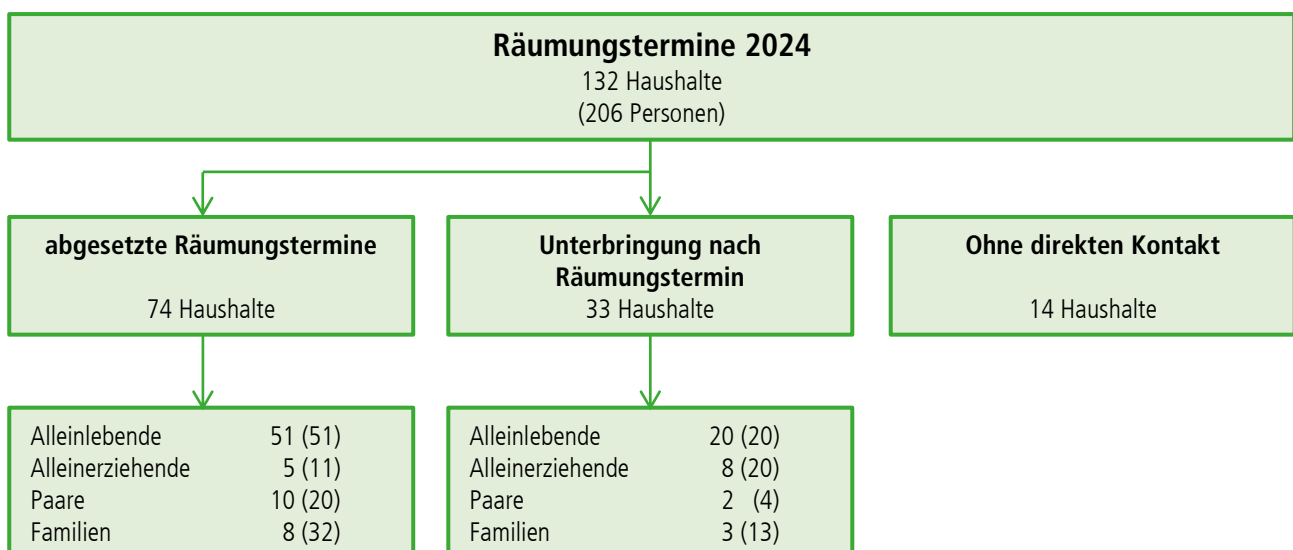 Räumungstermine 2024
132 Haushalte
(206 Personen)
abgesetzte Räumungstermine
74 Haushalte
Unterbringung nach
Räumungstermin
33 Haushalte
Ohne direkten Kontakt
14 Haushalte
Alleinlebende 51 (51)
Alleinerziehende 5 (11)
Paare 10 (20)
Familien 8 (32)
Alleinlebende 20 (20)
Alleinerziehende 8 (20)
Paare 2 (4)
Familien 3 (13)